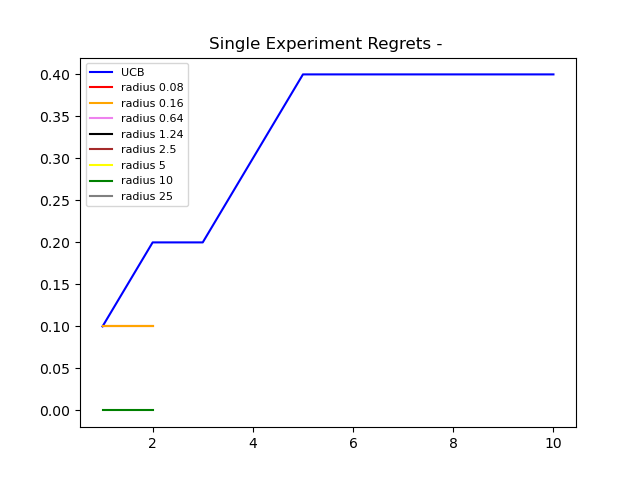 Single Experiment Regrets -
UCB
radius 0.08
radius 0.16
radius 0.64
radius 1.24
radius 2.5
radius 5
radius 10
radius 25
0.40
0.35
0.30
0.25
0.20
0.15
0.10
0.05
0.00
2 4 6 8 10